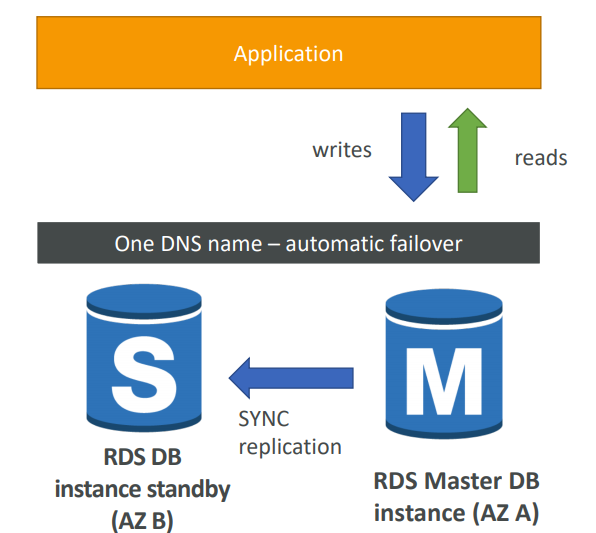 Application
writes
reads
One DNS name – automatic failover
S
M
SYNC
replication
RDS DB
instance standby
(AZ B)
RDS Master DB
instance (AZ A)